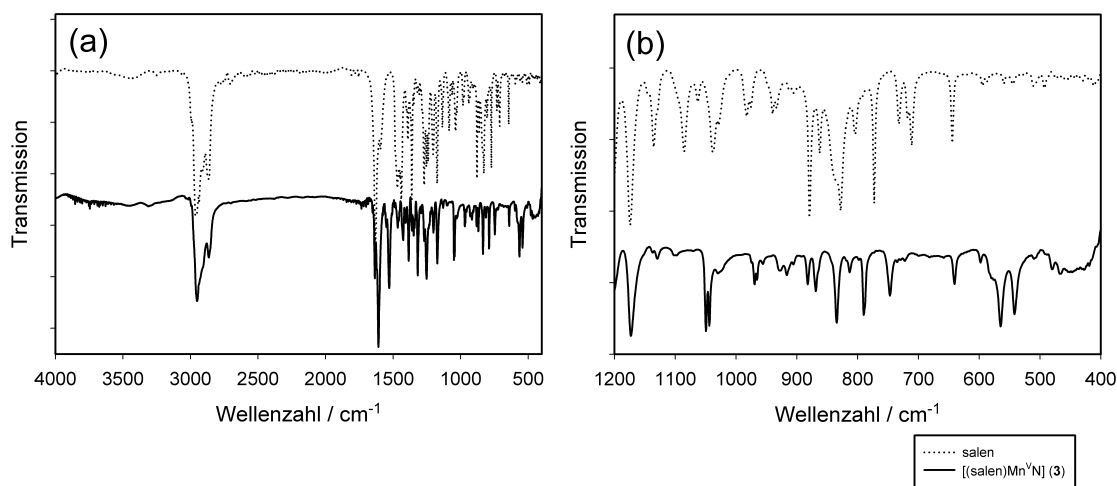 (a)
Transmission
4000 3500 3000 2500 2000 1500 1000 500
Wellenzahl / cm⁻¹
(b)
Transmission
1200 1100 1000 900 800 700 600 500 400
Wellenzahl / cm⁻¹
salen
[(salen)MnⱽN] (3)